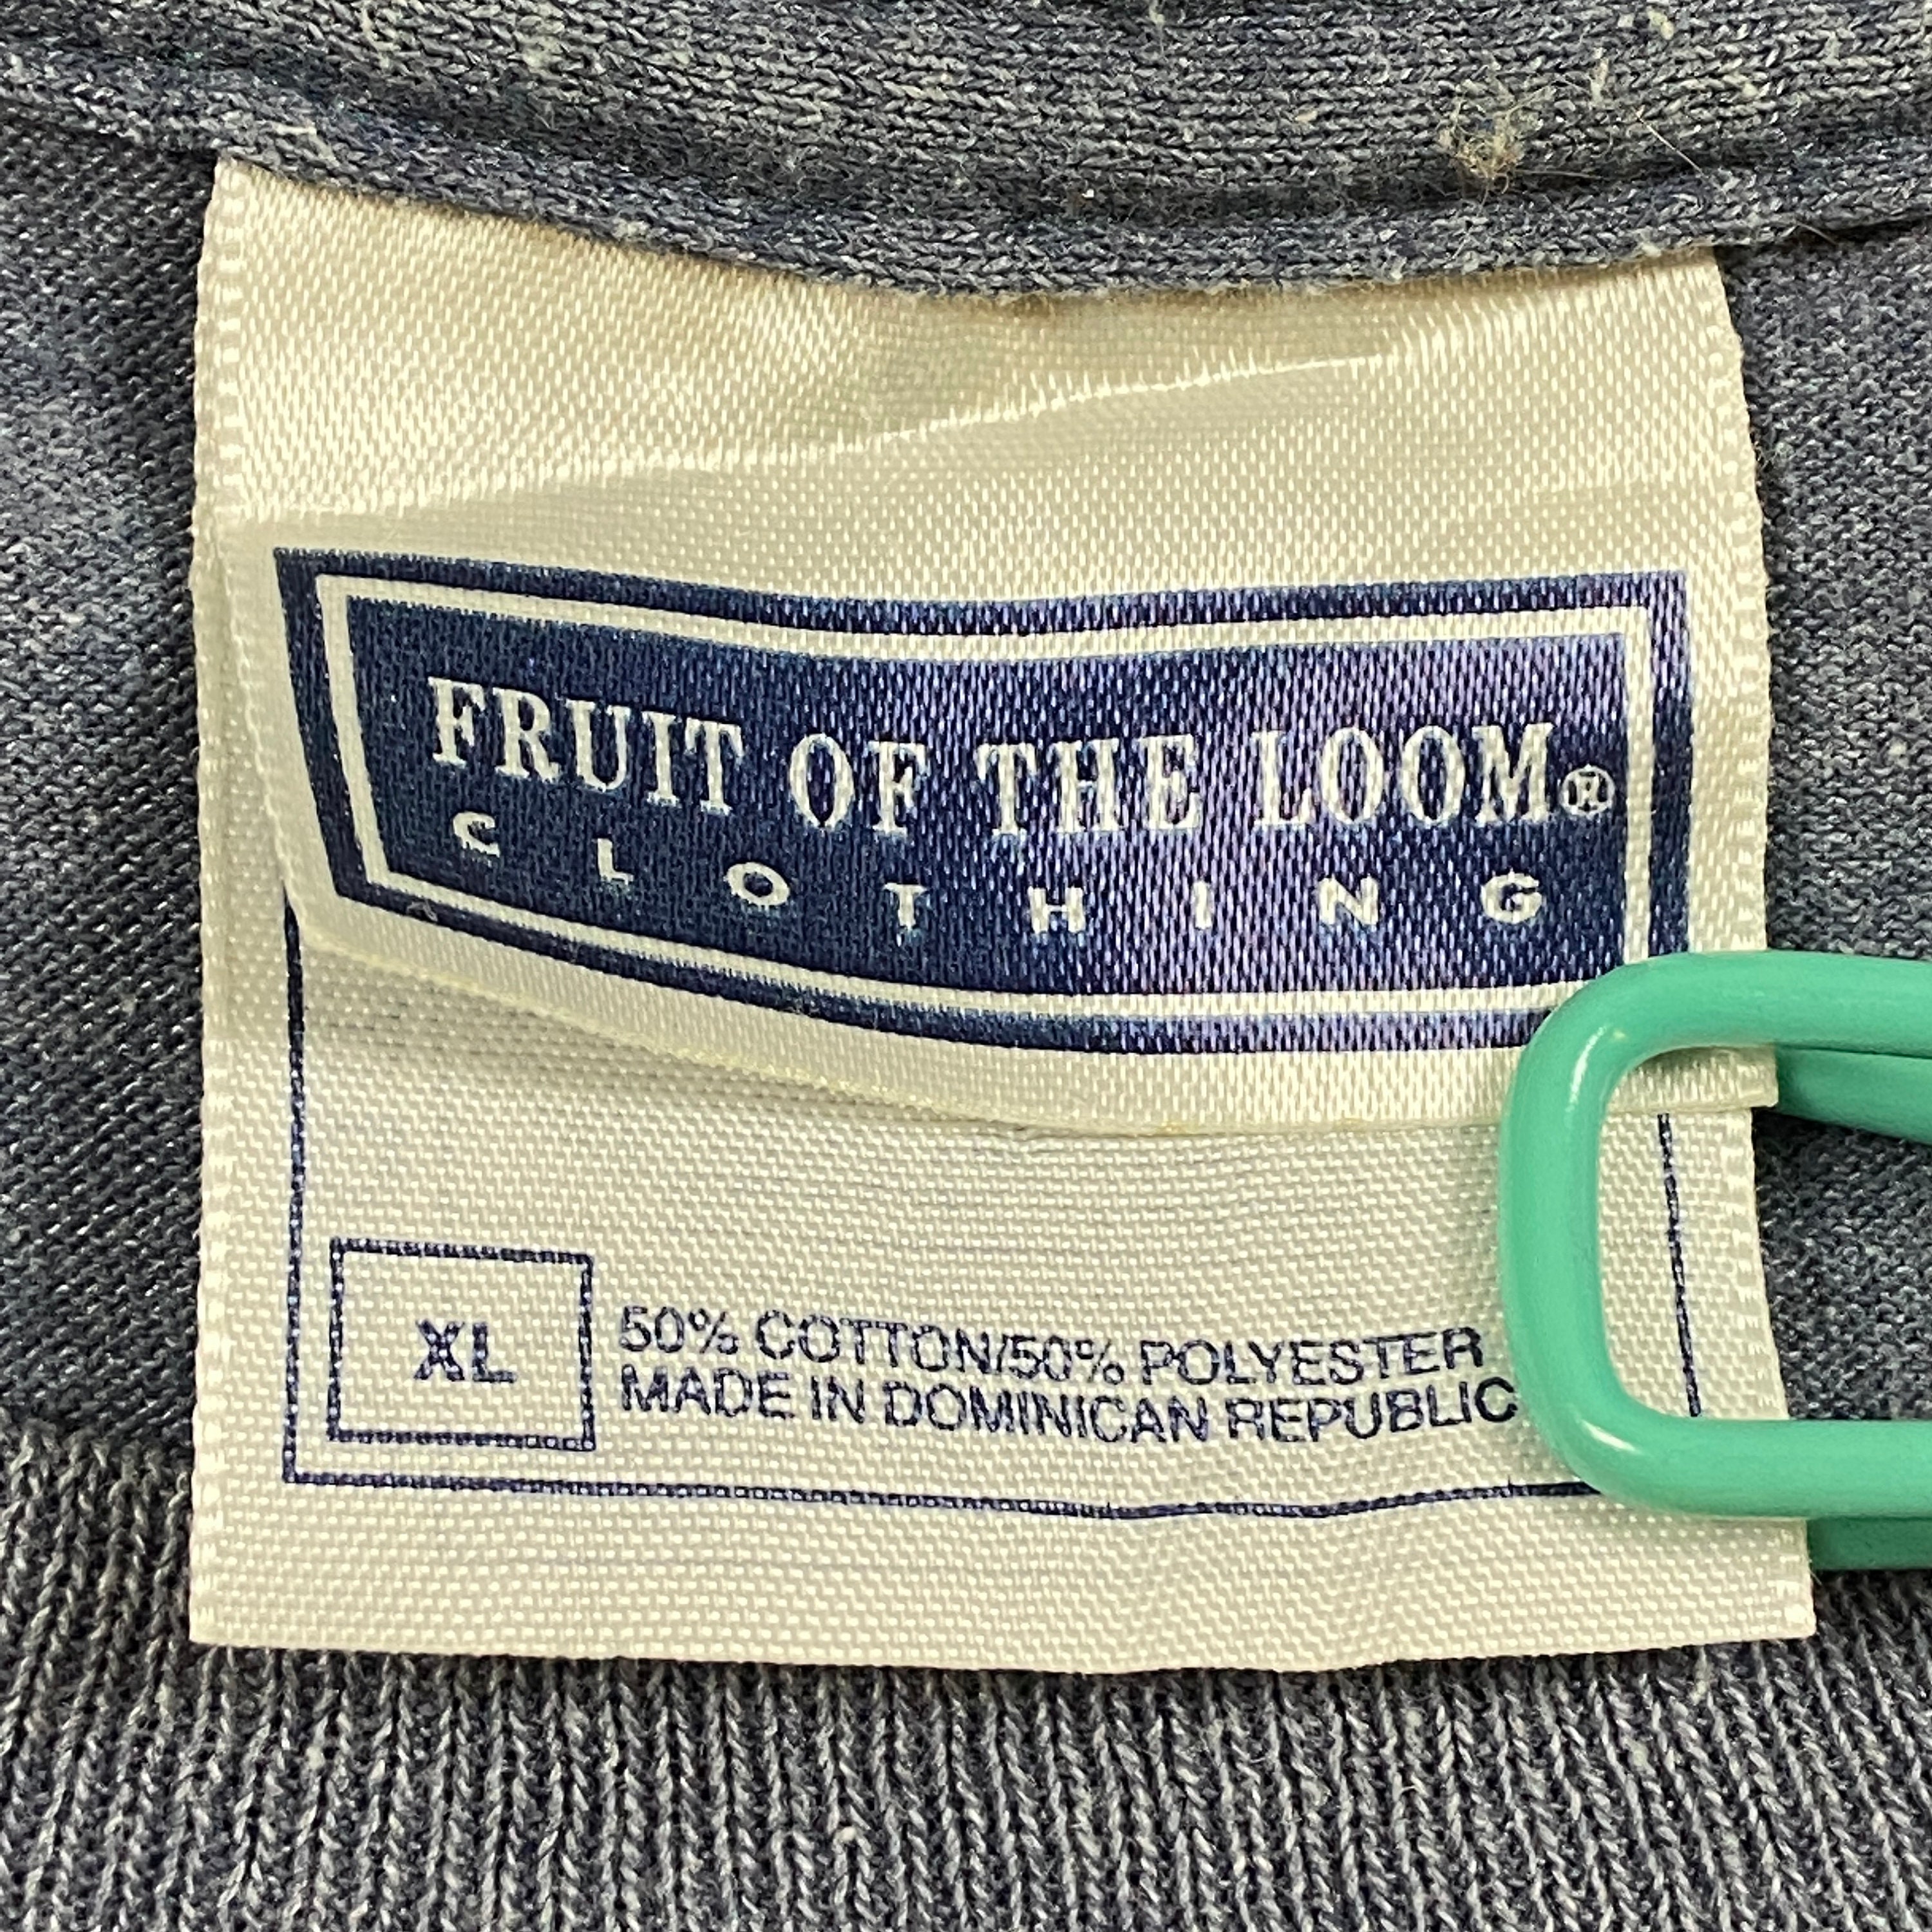 FRUIT OF THE LOOM®
CLOTHING
XL
50% COTTON/50% POLYESTER
MADE IN DOMINICAN REPUBLIC